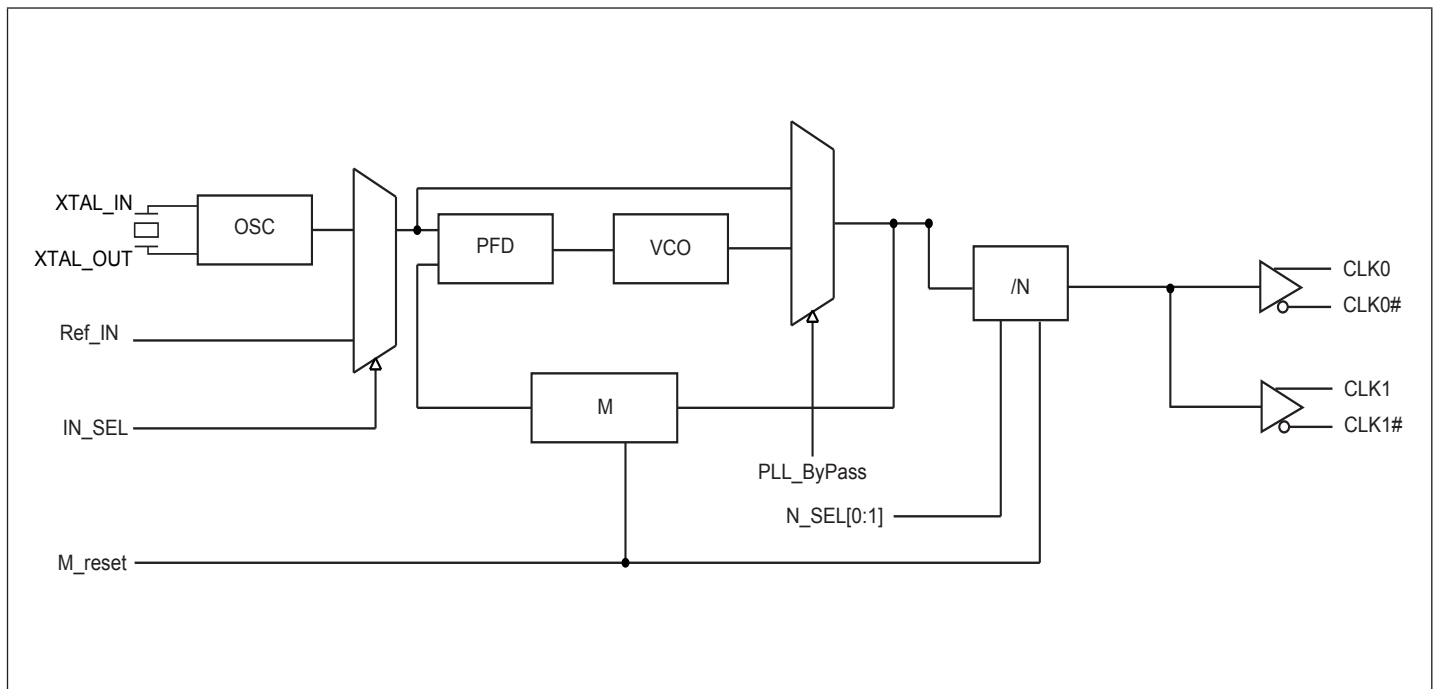 XTAL_IN
XTAL_OUT
OSC
Ref_IN
IN_SEL
M_reset
PFD
VCO
M
PLL_ByPass
N_SEL[0:1]
/N
CLK0
CLK0#
CLK1
CLK1#